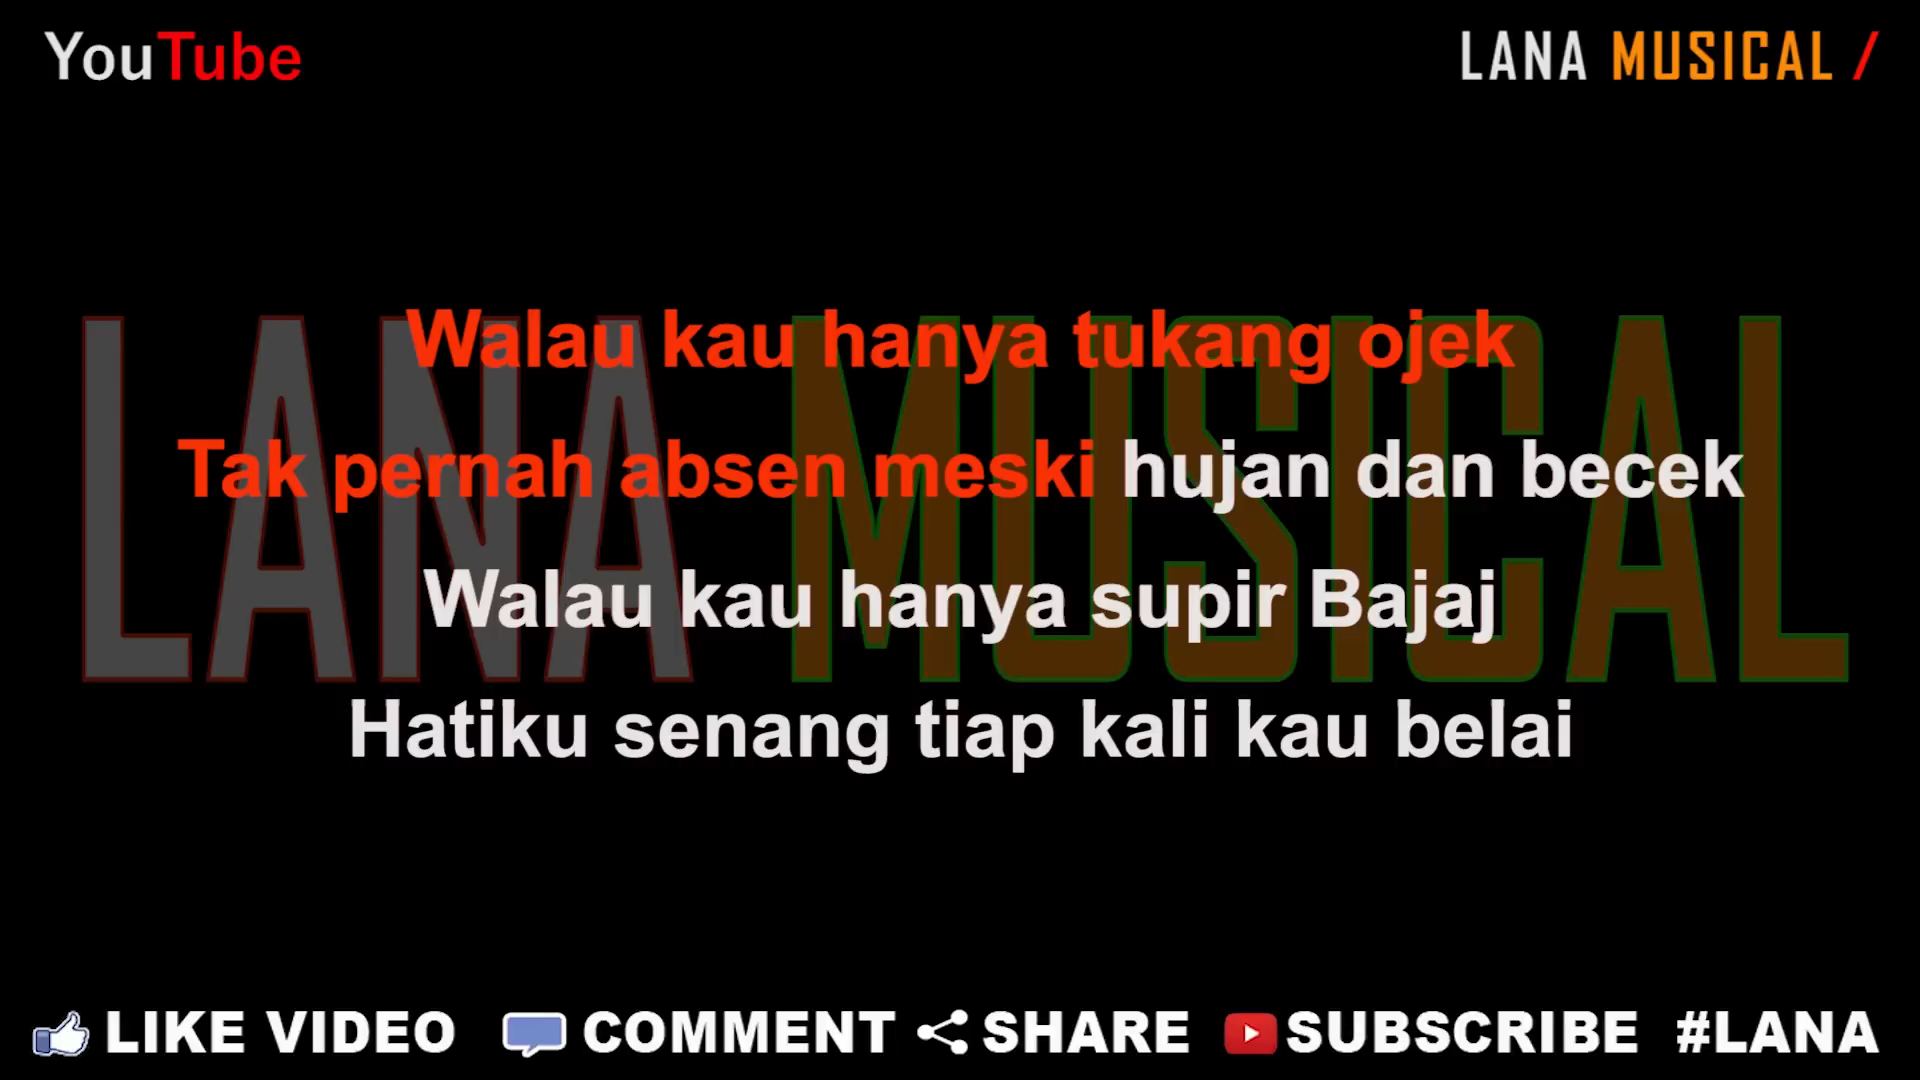 YouTube
LANA MUSICAL /
LANA MUSICAL
Walau kau hanya tukang ojek
Tak pernah absen meski hujan dan becek
Walau kau hanya supir Bajaj
Hatiku senang tiap kali kau belai
LIKE VIDEO COMMENT SHARE SUBSCRIBE #LANA